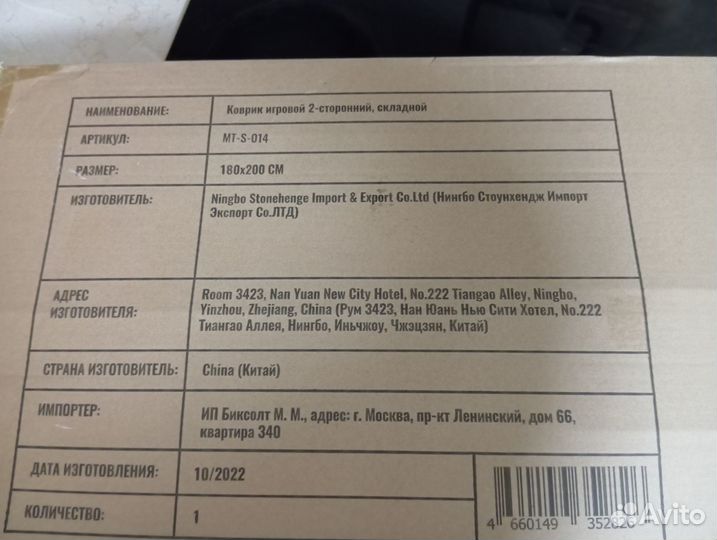 НАИМЕНОВАНИЕ: Коврик игровой 2-сторонний, складной
АРТИКУЛ: MT-S-014
РАЗМЕР: 180x200 СМ
ИЗГОТОВИТЕЛЬ: Ningbo Stonehenge Import & Export Co.Ltd (Нингбо Стоунхендж Импорт
Экспорт Со.ЛТД)
АДРЕС
ИЗГОТОВИТЕЛЯ:
Room 3423, Nan Yuan New City Hotel, No.222 Tiangao Alley, Ningbo,
Yinzhou, Zhejiang, China (Рум 3423, Нан Юань Нью Сити Хотел, No.222
Тиангао Аллея, Нингбо, Иньчжоу, Чжэцзян, Китай)
СТРАНА ИЗГОТОВИТЕЛЬ: China (Китай)
ИМПОРТЕР: ИП Биксолт М. М., адрес: г. Москва, пр-кт Ленинский, дом 66,
квартира 340
ДАТА ИЗГОТОВЛЕНИЯ: 10/2022
КОЛИЧЕСТВО: 1
4 660149 352826
Avito